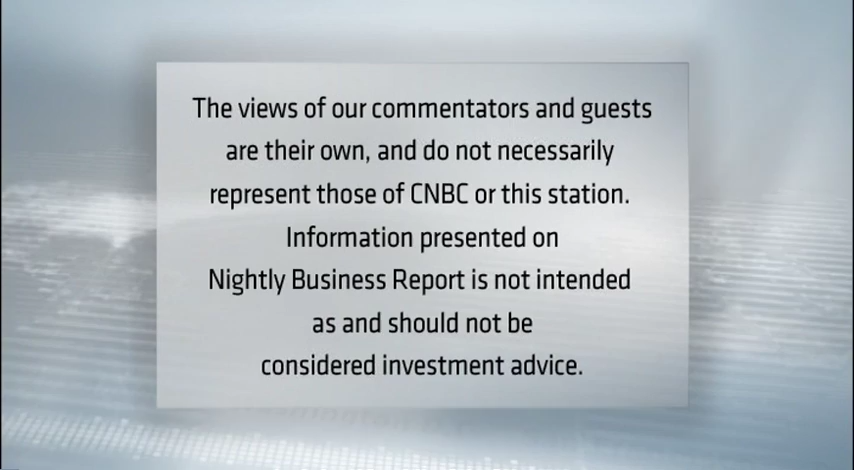 The views of our commentators and guests
are their own, and do not necessarily
represent those of CNBC or this station.
Information presented on
Nightly Business Report is not intended
as and should not be
considered investment advice.